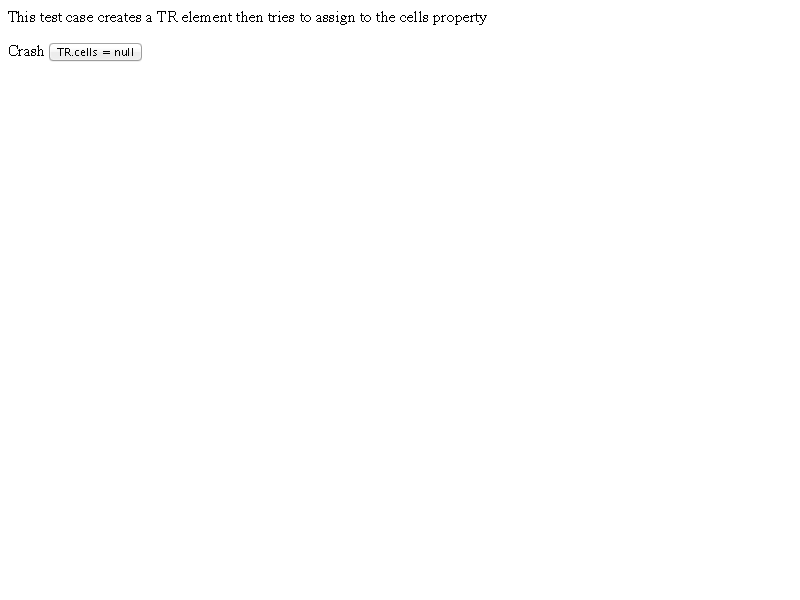 This test case creates a TR element then tries to assign to the cells property
Crash TR.cells = null